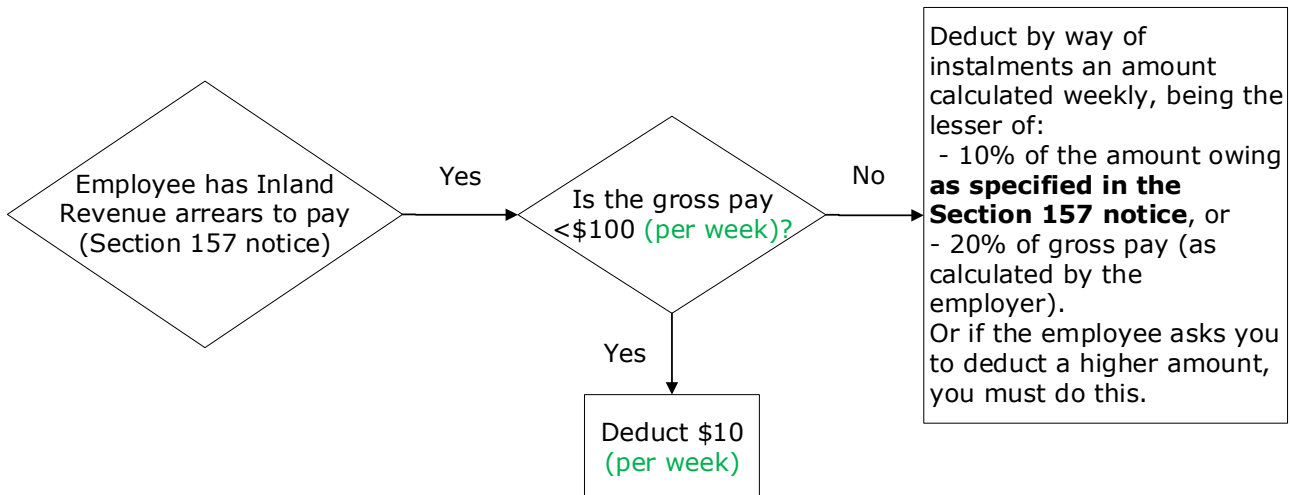 Employee has Inland
Revenue arrears to pay
(Section 157 notice)
Yes
Is the gross pay
<$100 (per week)?
No
Deduct by way of
instalments an amount
calculated weekly, being the
lesser of:
- 10% of the amount owing
as specified in the
Section 157 notice, or
- 20% of gross pay (as
calculated by the
employer).
Or if the employee asks you
to deduct a higher amount,
you must do this.
Yes
Deduct $10
(per week)